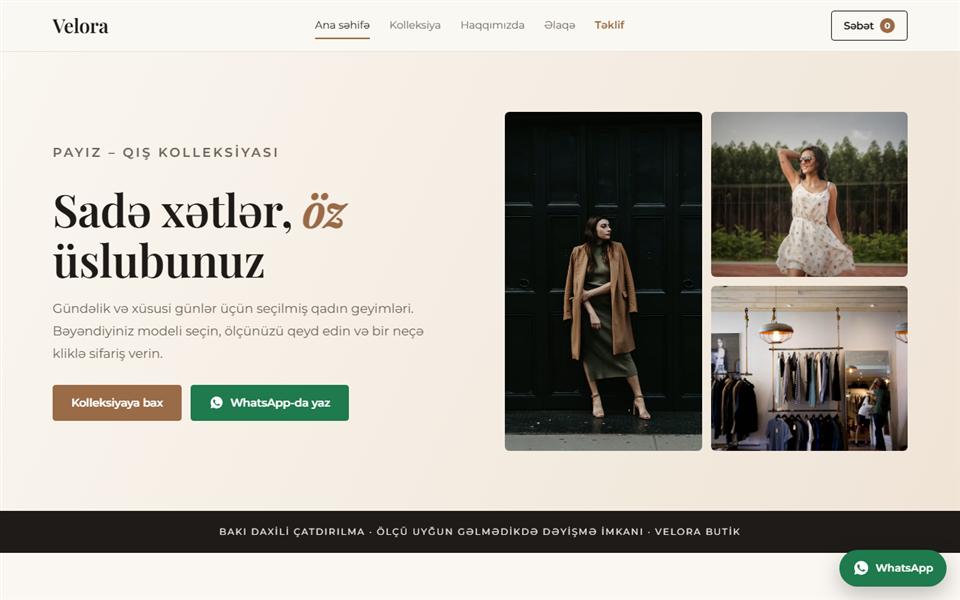 Velora
Ana səhifə
Kolleksiya
Haqqımızda
Əlaqə
Təklif
Səbət 0
PAYIZ – QIŞ KOLLEKSİYASI
Sadə xətlər, öz
üslubunuz
Gündəlik və xüsusi günlər üçün seçilmiş qadın geyimləri.
Bəyəndiyiniz modeli seçin, ölçünüzü qeyd edin və bir neçə
kliklə sifariş verin.
Kolleksiyaya bax
WhatsApp-da yaz
BAKI DAXİLİ ÇATDIRILMA · ÖLÇÜ UYĞUN GƏLMƏDİKDƏ DƏYİŞMƏ İMKANI · VELORA BUTİK
WhatsApp